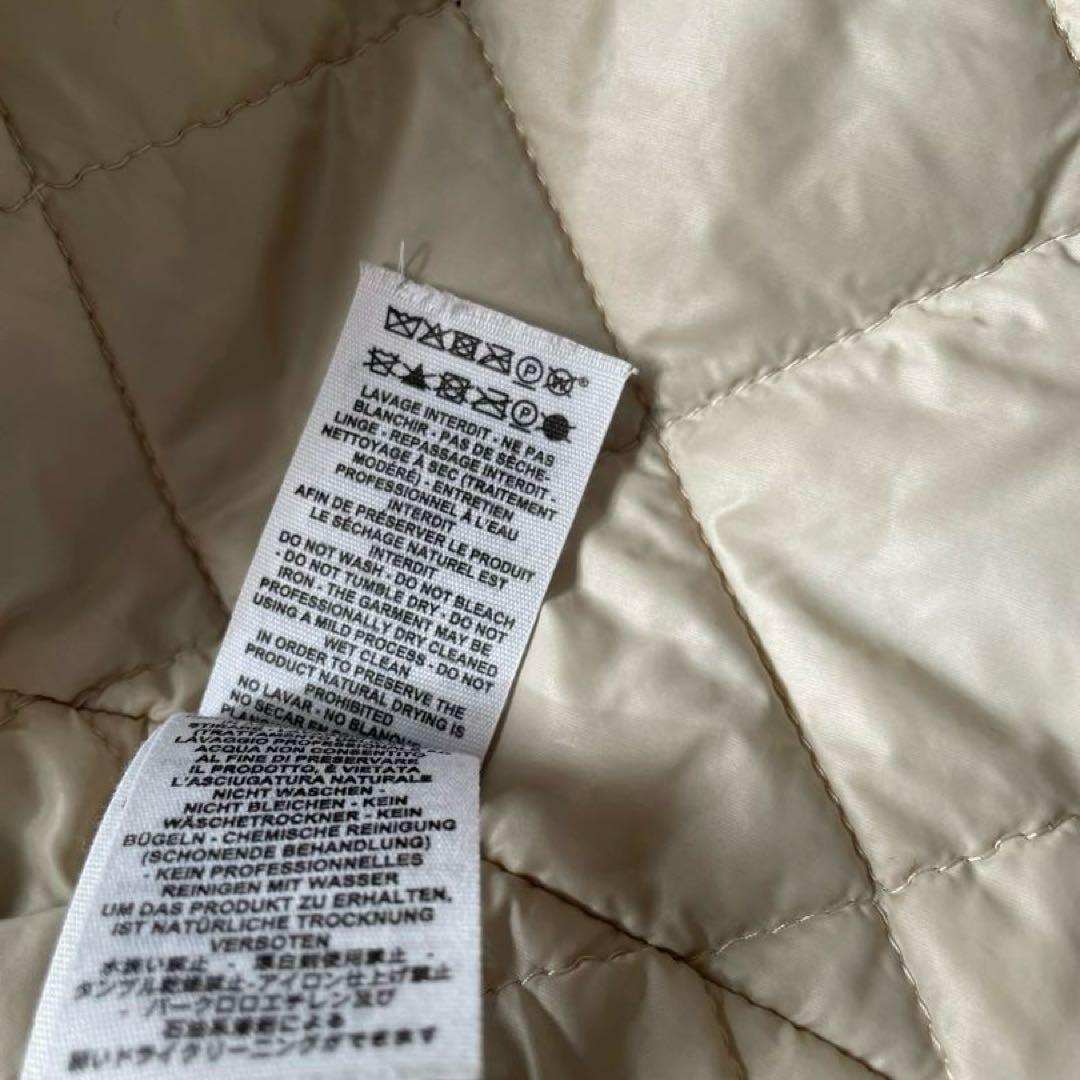 P W
P
LAVAGE INTERDIT - NE PAS
BLANCHIR - PAS DE SÈCHE-
LINGE - REPASSAGE INTERDIT -
NETTOYAGE À SEC (TRAITEMENT
MODÉRÉ) - ENTRETIEN
PROFESSIONNEL À L'EAU
INTERDIT
AFIN DE PRÉSERVER LE PRODUIT
LE SÉCHAGE NATUREL EST
INTERDIT
DO NOT WASH - DO NOT BLEACH
- DO NOT TUMBLE DRY - DO NOT
IRON - THE GARMENT MAY BE
PROFESSIONALLY DRY CLEANED
USING A MILD PROCESS - DO NOT
WET CLEAN
IN ORDER TO PRESERVE THE
PRODUCT NATURAL DRYING IS
PROHIBITED
NO LAVAR - NO BLANQU
NO SECAR EN
LAVAGGIO
ACQUA NON CONSENTITO
AL FINE DI PRESERVARE
IL PRODOTTO, È VIETATA
L'ASCIUGATURA NATURALE
NICHT WASCHEN -
NICHT BLEICHEN - KEIN
WÄSCHETROCKNER - KEIN
BÜGELN - CHEMISCHE REINIGUNG
(SCHONENDE BEHANDLUNG)
- KEIN PROFESSIONNELLES
REINIGEN MIT WASSER
UM DAS PRODUKT ZU ERHALTEN,
IST NATÜRLICHE TROCKNUNG
VERBOTEN
水洗い禁止 - 漂白剤使用禁止 -
タンブル乾燥禁止-アイロン仕上げ禁止
- パークロロエチレン及び
石油系溶剤による
弱いドライクリーニングができる